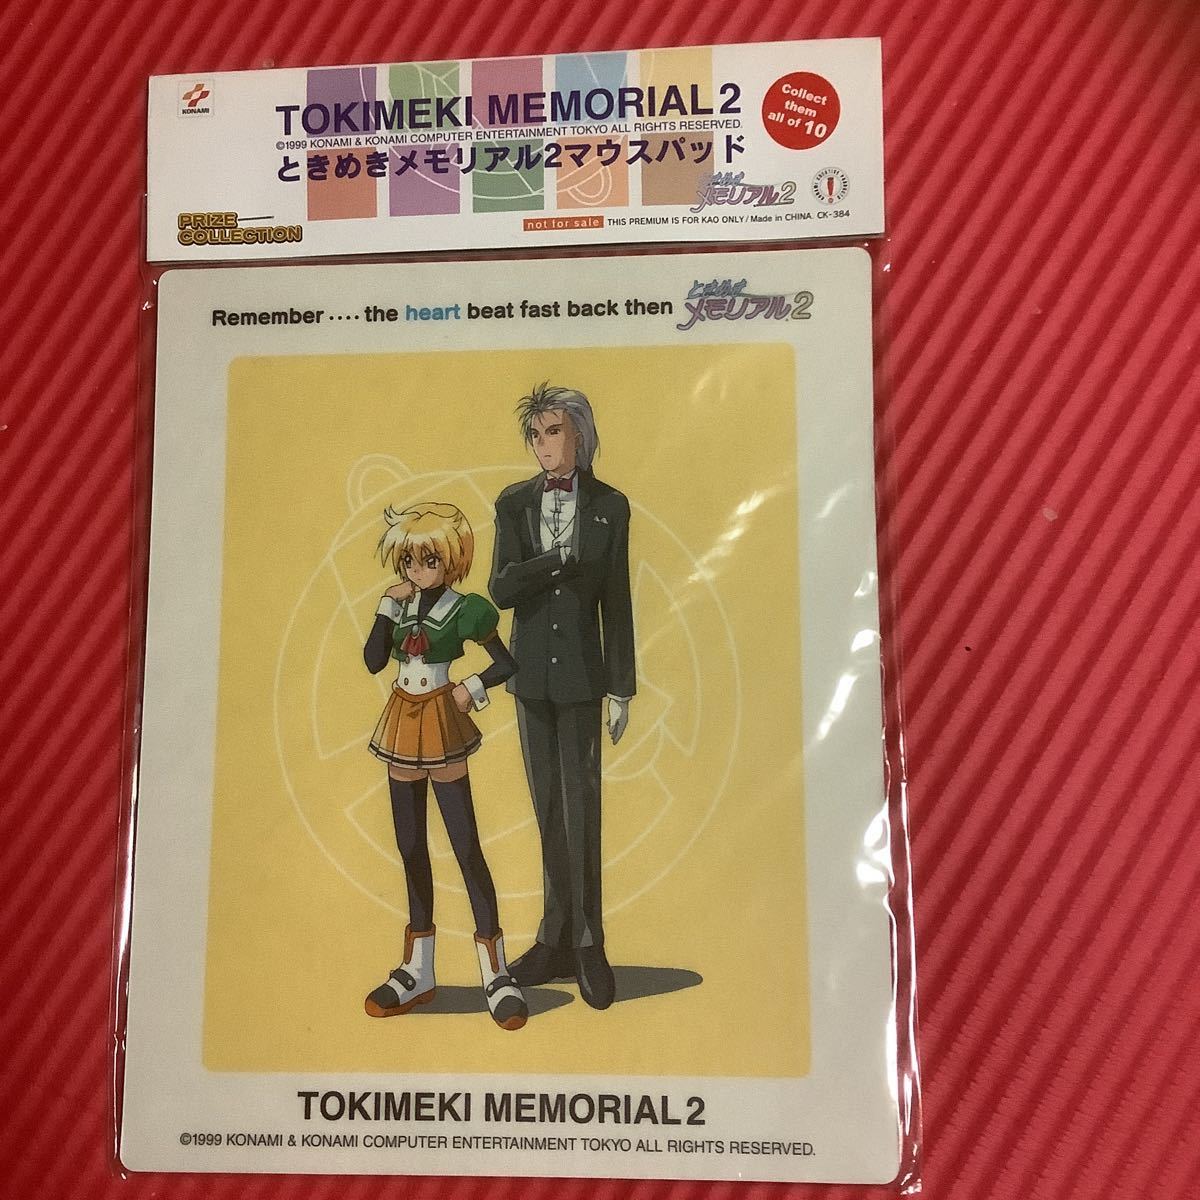 KONAMI
TOKIMEKI MEMORIAL 2
©1999 KONAMI & KONAMI COMPUTER ENTERTAINMENT TOKYO ALL RIGHTS RESERVED.
ときめきメモリアル2マウスパッド
Collect
them
all of 10
ときめき
メモリアル2
PRIZE
COLLECTION
not for sale THIS PREMIUM IS FOR KAO ONLY / Made in CHINA. CK-384
Remember .... the heart beat fast back then
ときめき
メモリアル2
TOKIMEKI MEMORIAL 2
©1999 KONAMI & KONAMI COMPUTER ENTERTAINMENT TOKYO ALL RIGHTS RESERVED.